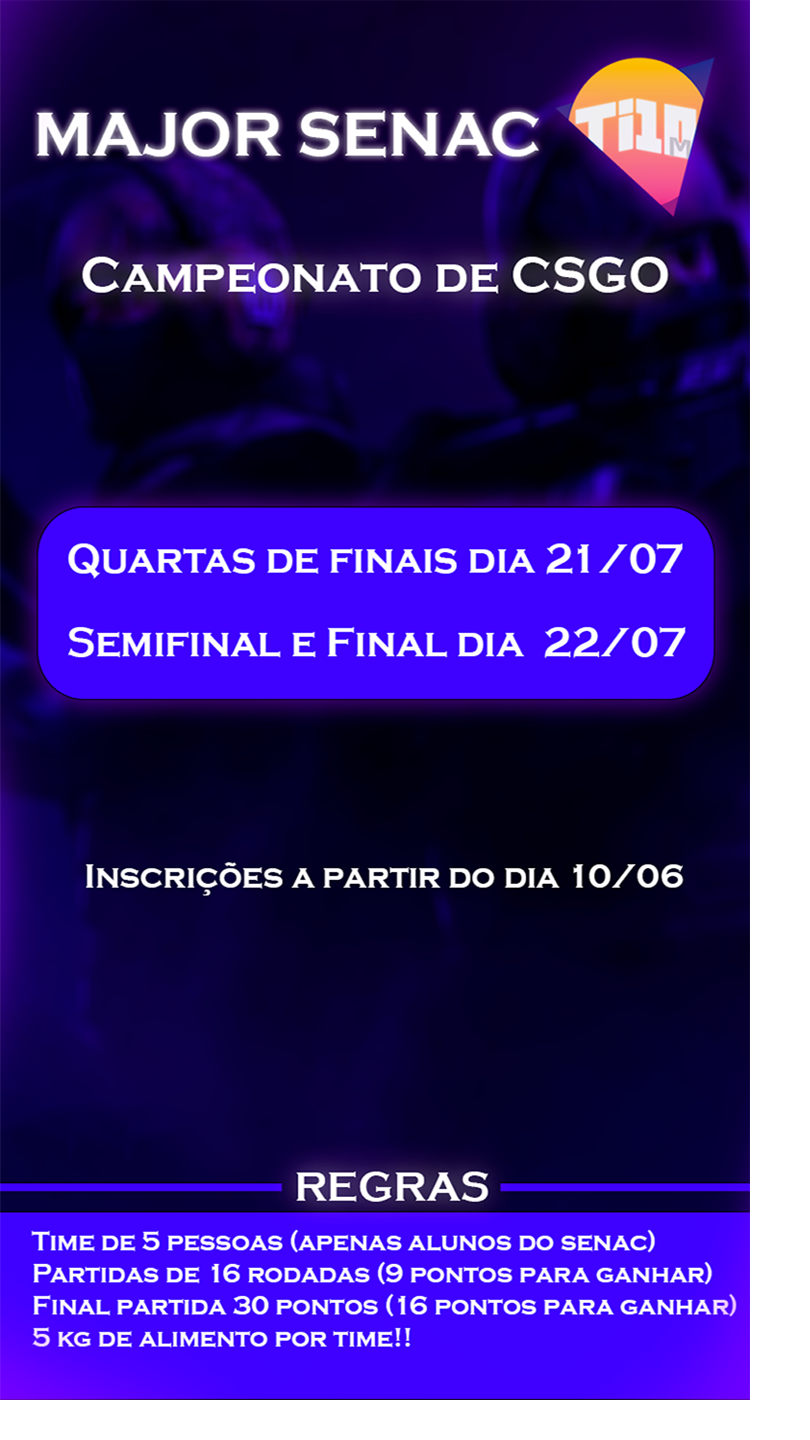 MAJOR SENAC
Ti10
M
Campeonato de CSGO
Quartas de finais dia 21/07
Semifinal e Final dia 22/07
Inscrições a partir do dia 10/06
REGRAS
Time de 5 pessoas (apenas alunos do senac)
Partidas de 16 rodadas (9 pontos para ganhar)
Final partida 30 pontos (16 pontos para ganhar)
5 kg de alimento por time!!